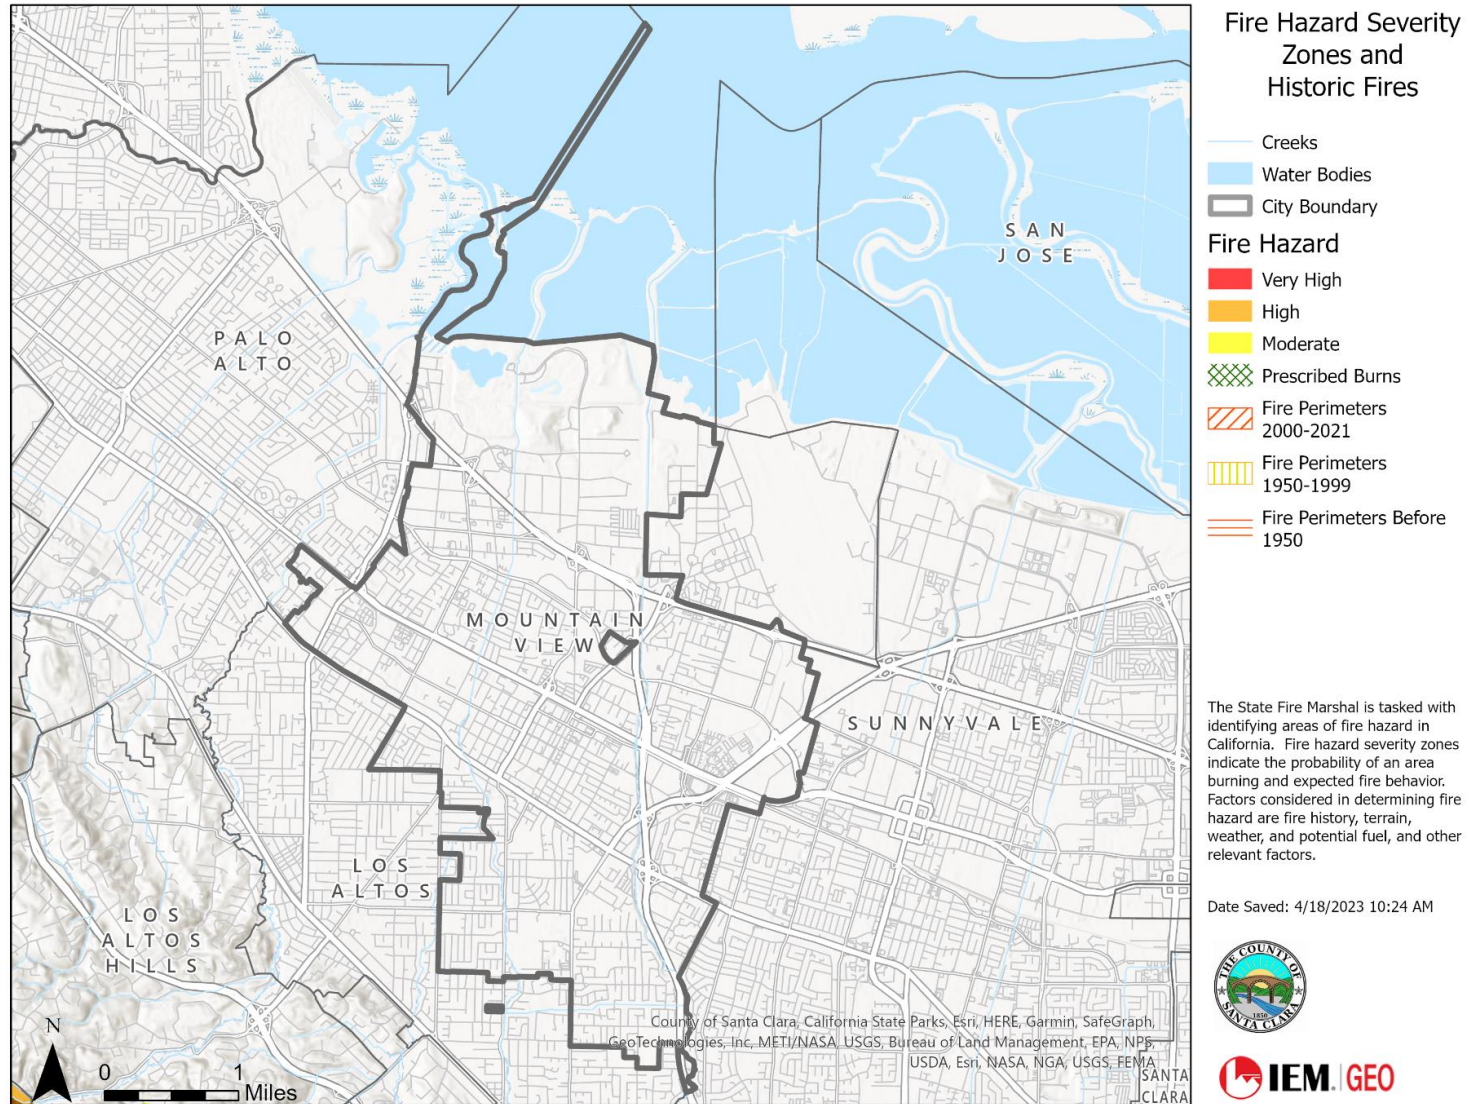 Fire Hazard Severity
Zones and
Historic Fires
Creeks
Water Bodies
City Boundary
Fire Hazard
Very High
High
Moderate
Prescribed Burns
Fire Perimeters
2000-2021
Fire Perimeters
1950-1999
Fire Perimeters Before
1950
The State Fire Marshal is tasked with
identifying areas of fire hazard in
California. Fire hazard severity zones
indicate the probability of an area
burning and expected fire behavior.
Factors considered in determining fire
hazard are fire history, terrain,
weather, and potential fuel, and other
relevant factors.
Date Saved: 4/18/2023 10:24 AM
THE COUNTY OF
SANTA CLARA
1850
IEM. GEO
SAN
JOSE
PALO
ALTO
MOUNTAIN
VIEW
SUNNYVALE
LOS
ALTOS
LOS
ALTOS
HILLS
SANTA
CLARA
N
0 1
Miles
County of Santa Clara, California State Parks, Esri, HERE, Garmin, SafeGraph,
GeoTechnologies, Inc, METI/NASA, USGS, Bureau of Land Management, EPA, NPS,
USDA, Esri, NASA, NGA, USGS, FEMA